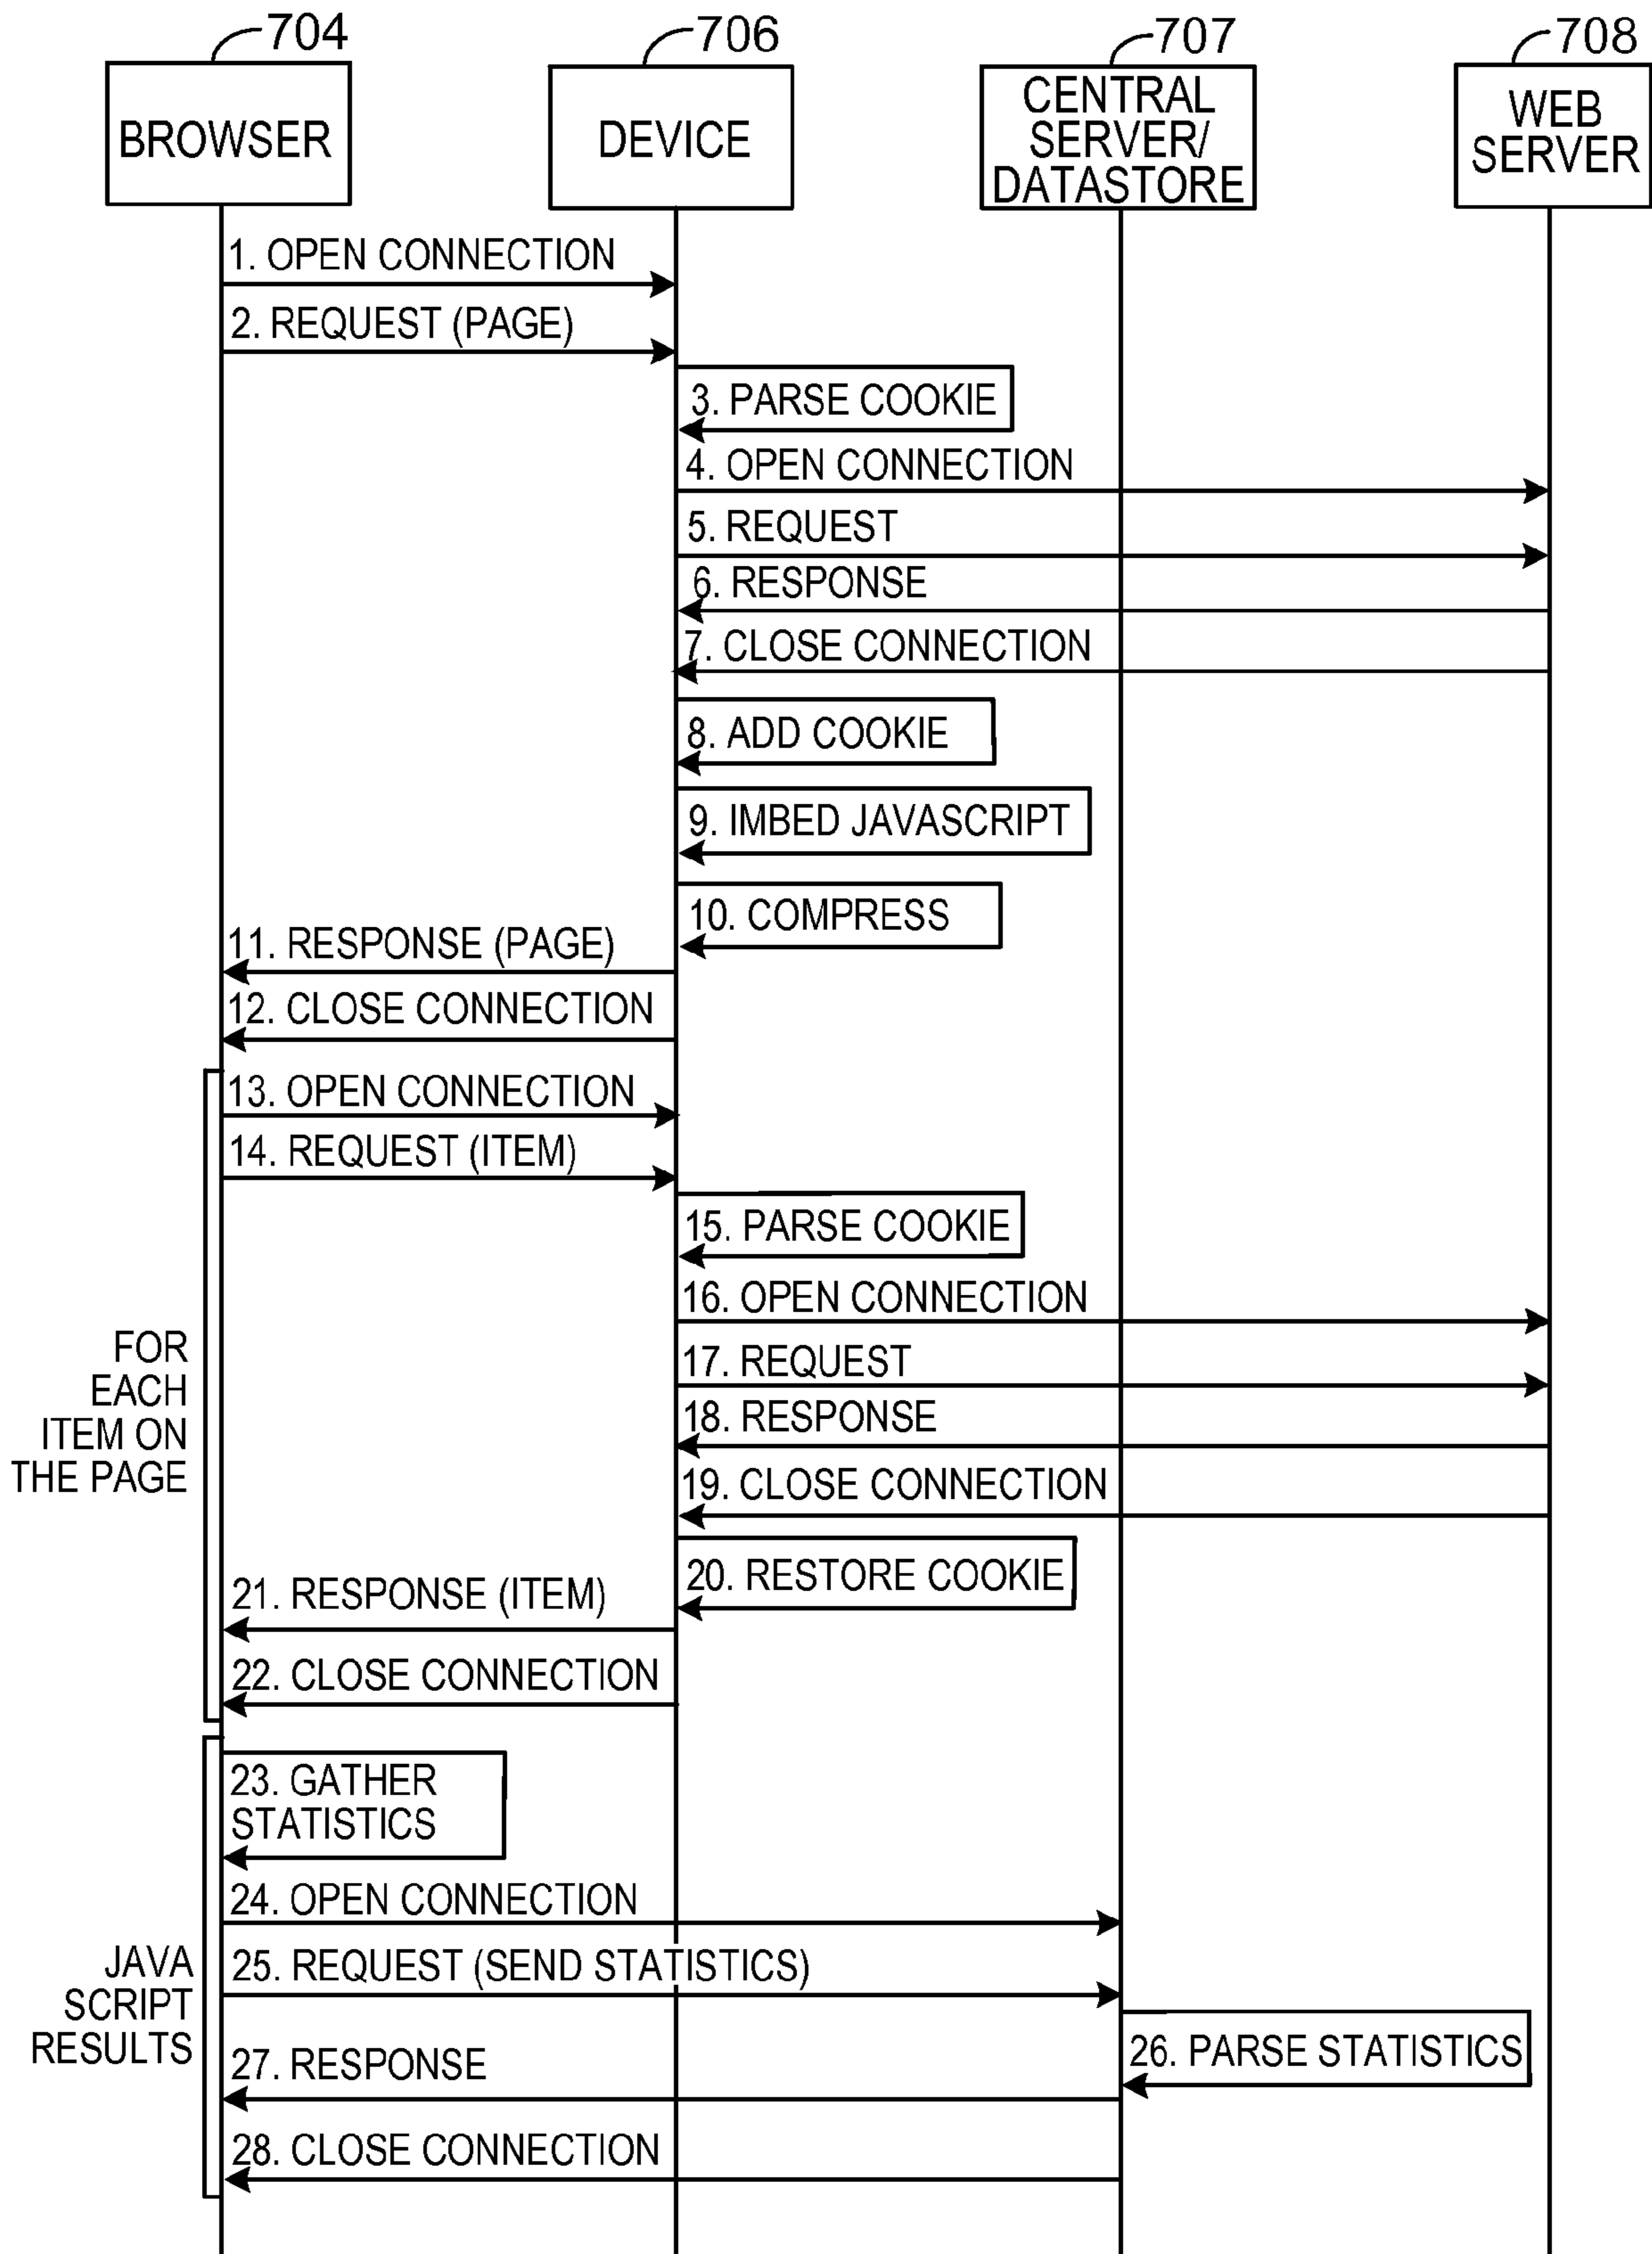 704
706
707
708
BROWSER
DEVICE
CENTRAL
SERVER/
DATASTORE
WEB
SERVER
1. OPEN CONNECTION
2. REQUEST (PAGE)
3. PARSE COOKIE
4. OPEN CONNECTION
5. REQUEST
6. RESPONSE
7. CLOSE CONNECTION
8. ADD COOKIE
9. IMBED JAVASCRIPT
10. COMPRESS
11. RESPONSE (PAGE)
12. CLOSE CONNECTION
13. OPEN CONNECTION
14. REQUEST (ITEM)
15. PARSE COOKIE
16. OPEN CONNECTION
FOR
EACH
ITEM ON
THE PAGE
17. REQUEST
18. RESPONSE
19. CLOSE CONNECTION
20. RESTORE COOKIE
21. RESPONSE (ITEM)
22. CLOSE CONNECTION
23. GATHER
STATISTICS
24. OPEN CONNECTION
25. REQUEST (SEND STATISTICS)
JAVA
SCRIPT
RESULTS
26. PARSE STATISTICS
27. RESPONSE
28. CLOSE CONNECTION